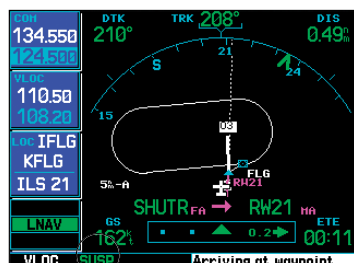 COM DTK TRK 208° DIS
134.550 210° 0.49nm
124.500
21
S 24
VLOC
110.50
108.20
15
03
LOC IFLG
KFLG
ILS 21
FLG
RW21
LNAV
SHUTR FA → RW21 MA
GS ETE
162kt 0.2 00:11
VLOC SUSP Arriving at waypoint